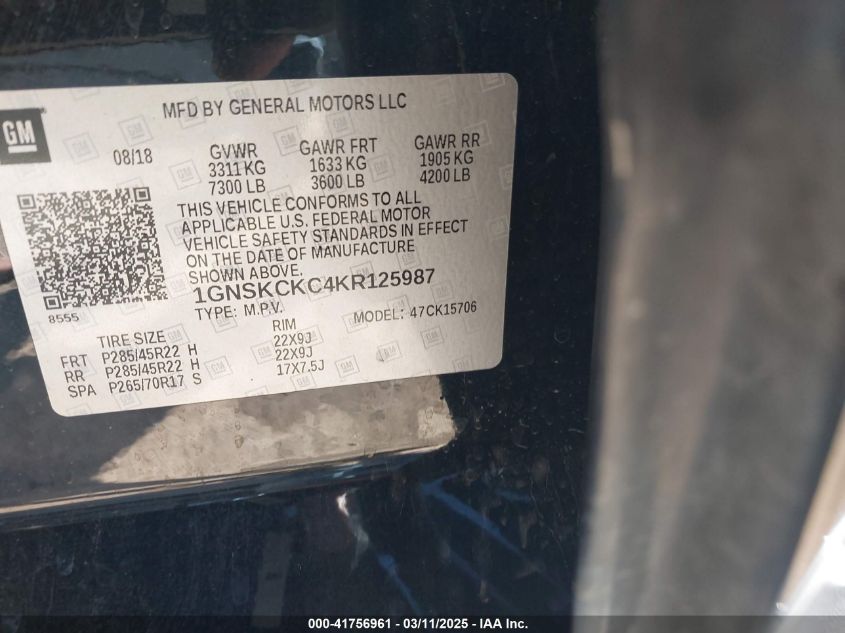 GM
MFD BY GENERAL MOTORS LLC
08/18 GVWR GAWR FRT GAWR RR
3311 KG 1633 KG 1905 KG
7300 LB 3600 LB 4200 LB
THIS VEHICLE CONFORMS TO ALL
APPLICABLE U.S. FEDERAL MOTOR
VEHICLE SAFETY STANDARDS IN EFFECT
ON THE DATE OF MANUFACTURE
SHOWN ABOVE.
1GNSKCKC4KR125987
8555
TYPE: M.P.V. MODEL: 47CK15706
TIRE SIZE RIM
FRT P285/45R22 H 22X9J
RR P285/45R22 H 22X9J
SPA P265/70R17 S 17X7.5J
000-41756961 - 03/11/2025 - IAA Inc.